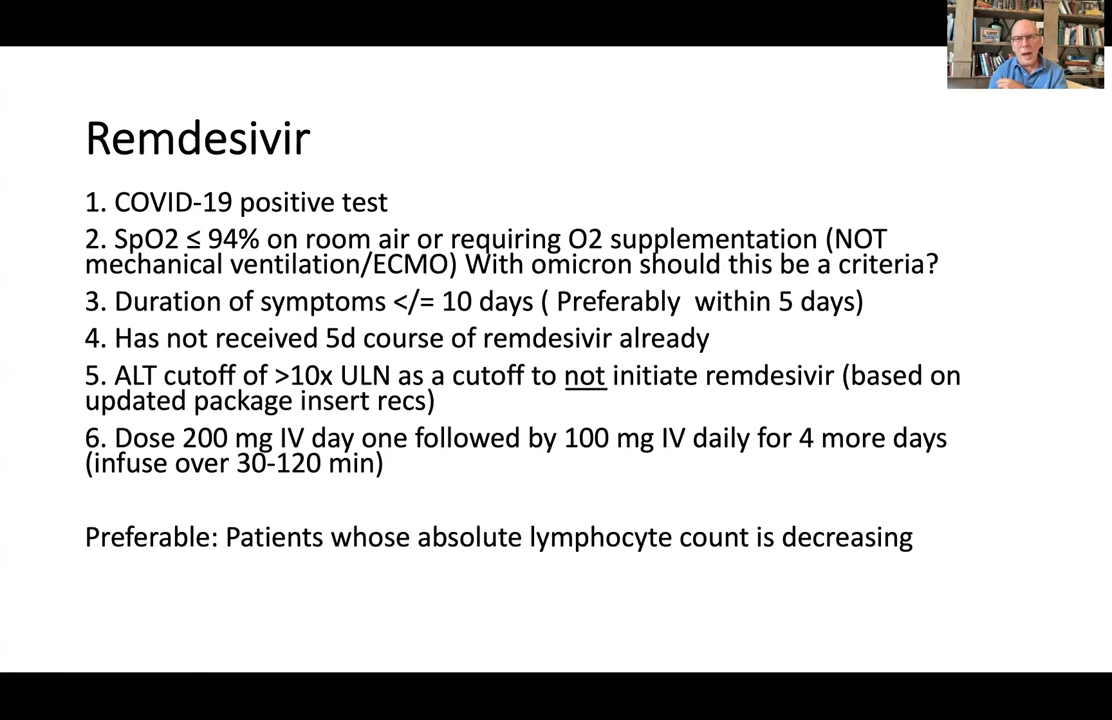 Remdesivir
1. COVID-19 positive test
2. SpO2 ≤ 94% on room air or requiring O2 supplementation (NOT
mechanical ventilation/ECMO) With omicron should this be a criteria?
3. Duration of symptoms </= 10 days ( Preferably  within 5 days)
4. Has not received 5d course of remdesivir already
5. ALT cutoff of >10x ULN as a cutoff to not initiate remdesivir (based on
updated package insert recs)
6. Dose 200 mg IV day one followed by 100 mg IV daily for 4 more days
(infuse over 30-120 min)
Preferable: Patients whose absolute lymphocyte count is decreasing